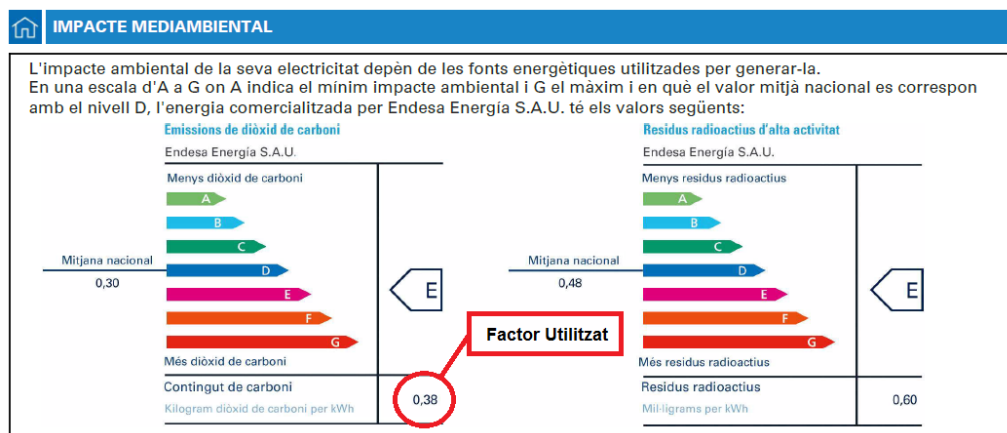 IMPACTE MEDIAMBIENTAL
L'impacte ambiental de la seva electricitat depèn de les fonts energètiques utilitzades per generar-la.
En una escala d'A a G on A indica el mínim impacte ambiental i G el màxim i en què el valor mitjà nacional es correspon
amb el nivell D, l'energia comercialitzada per Endesa Energía S.A.U. té els valors següents:
Emissions de diòxid de carboni
Endesa Energía S.A.U.
Menys diòxid de carboni
A
B
C
Mitjana nacional
D
0,30
E
E
F
G
Més diòxid de carboni
Contingut de carboni
Kilogram diòxid de carboni per kWh
0,38
Factor Utilitzat
Residus radioactius d'alta activitat
Endesa Energía S.A.U.
Menys residus radioactius
A
B
C
Mitjana nacional
D
0,48
E
E
F
G
Més residus radioactius
Residus radioactius
Mil·ligrams per kWh
0,60